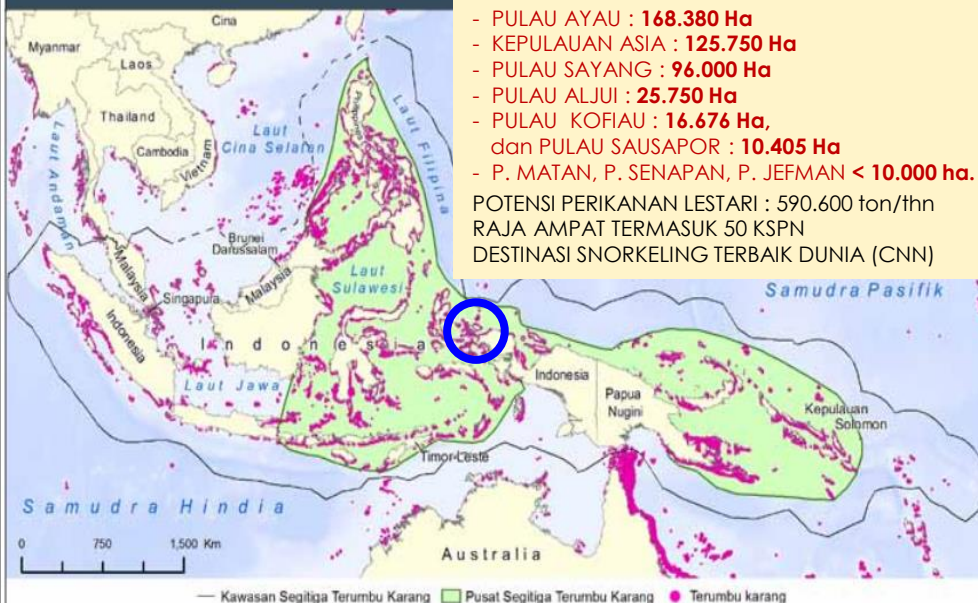 - PULAU AYAU : 168.380 Ha
- KEPULAUAN ASIA : 125.750 Ha
- PULAU SAYANG : 96.000 Ha
- PULAU ALJUI : 25.750 Ha
- PULAU KOFIAU : 16.676 Ha,
dan PULAU SAUSAPOR : 10.405 Ha
- P. MATAN, P. SENAPAN, P. JEFMAN < 10.000 ha.
POTENSI PERIKANAN LESTARI : 590.600 ton/thn
RAJA AMPAT TERMASUK 50 KSPN
DESTINASI SNORKELING TERBAIK DUNIA (CNN)
Cina
Myanmar
Laos
Thailand
Cambodia
Vietnam
Laut Andaman
Laut
Cina Selatan
Philippina
Laut Filipina
Brunei
Darussalam
Malaysia
Malaysia
Singapura
Laut
Sulawesi
Samudra Pasifik
Indonesia
Indonesia
Laut Jawa
Indonesia
Papua
Nugini
Kepulauan
Solomon
Timor-Leste
Samudra Hindia
Australia
0 750 1,500 Km
Kawasan Segitiga Terumbu Karang Pusat Segitiga Terumbu Karang Terumbu karang